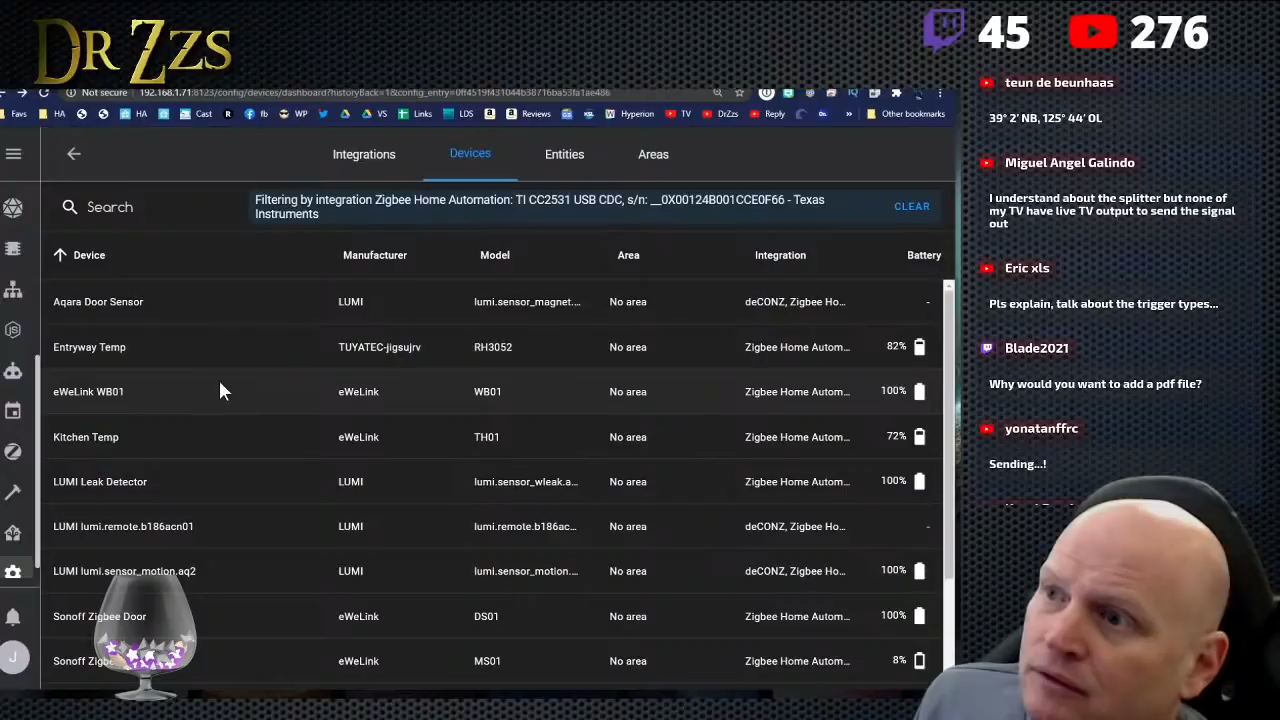 DR ZZS
45
276
Not secure
192.168.1.71:8123/config/devices/dashboard?historyBack=1&config_entry=0ff4519f431044b38716ba53fa1ae486
Favs
HA
HA
Cast
fb
WP
VS
Links
LDS
Reviews
Hyperion
TV
DrZzs
Reply
»
Other bookmarks
Integrations
Devices
Entities
Areas
Search
Filtering by integration Zigbee Home Automation: TI CC2531 USB CDC, s/n: __0X00124B001CCE0F66 - Texas
Instruments
CLEAR
Device Manufacturer Model Area Integration Battery
Aqara Door Sensor LUMI lumi.sensor_magnet.... No area deCONZ, Zigbee Ho... -
Entryway Temp TUYATEC-jigsujrv RH3052 No area Zigbee Home Autom... 82%
eWeLink WB01 eWeLink WB01 No area Zigbee Home Autom... 100%
Kitchen Temp eWeLink TH01 No area Zigbee Home Autom... 72%
LUMI Leak Detector LUMI lumi.sensor_wleak.a... No area Zigbee Home Autom... 100%
LUMI lumi.remote.b186acn01 LUMI lumi.remote.b186ac... No area deCONZ, Zigbee Ho... -
LUMI lumi.sensor_motion.aq2 LUMI lumi.sensor_motion.... No area deCONZ, Zigbee Ho... 100%
Sonoff Zigbee Door eWeLink DS01 No area Zigbee Home Autom... 100%
Sonoff eWeLink MS01 No area Zigbee Home Autom... 8%
J
teun de beunhaas
39° 2' NB, 125° 44' OL
Miguel Angel Galindo
I understand about the splitter but none of
my TV have live TV output to send the signal
out
Eric xls
Pls explain, talk about the trigger types...
Blade2021
Why would you want to add a pdf file?
yonatanffrc
Sending...!